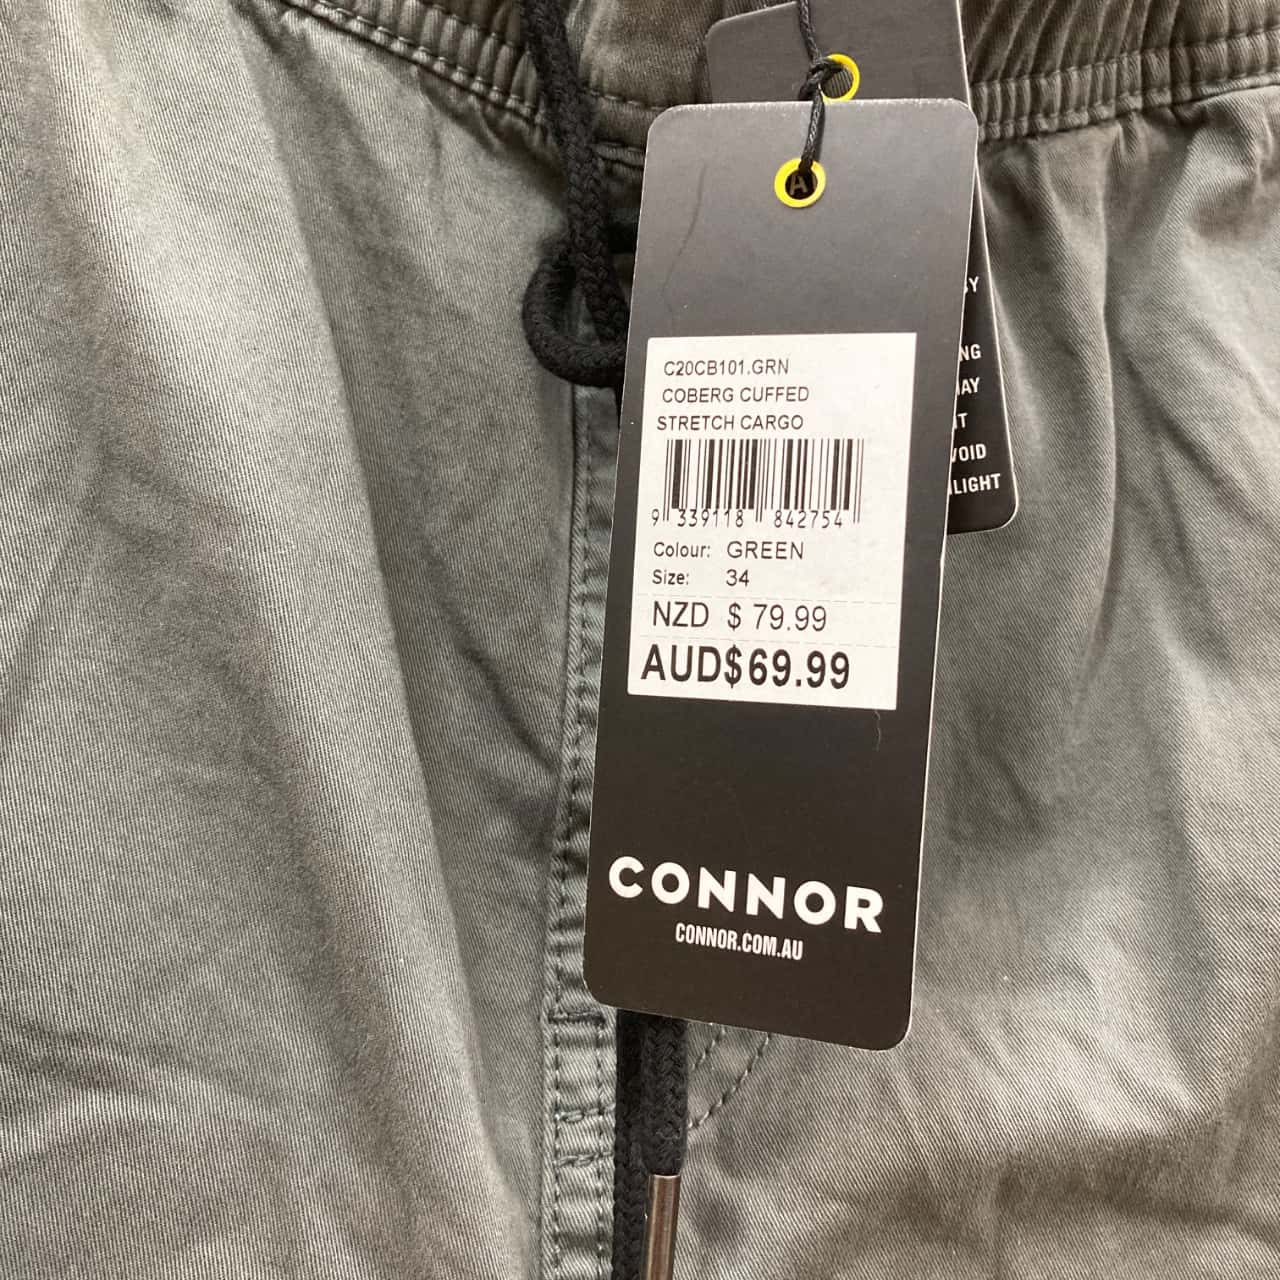 C20CB101.GRN
COBERG CUFFED
STRETCH CARGO
9 339118 842754
Colour: GREEN
Size: 34
NZD $ 79.99
AUD$69.99
CONNOR
CONNOR.COM.AU